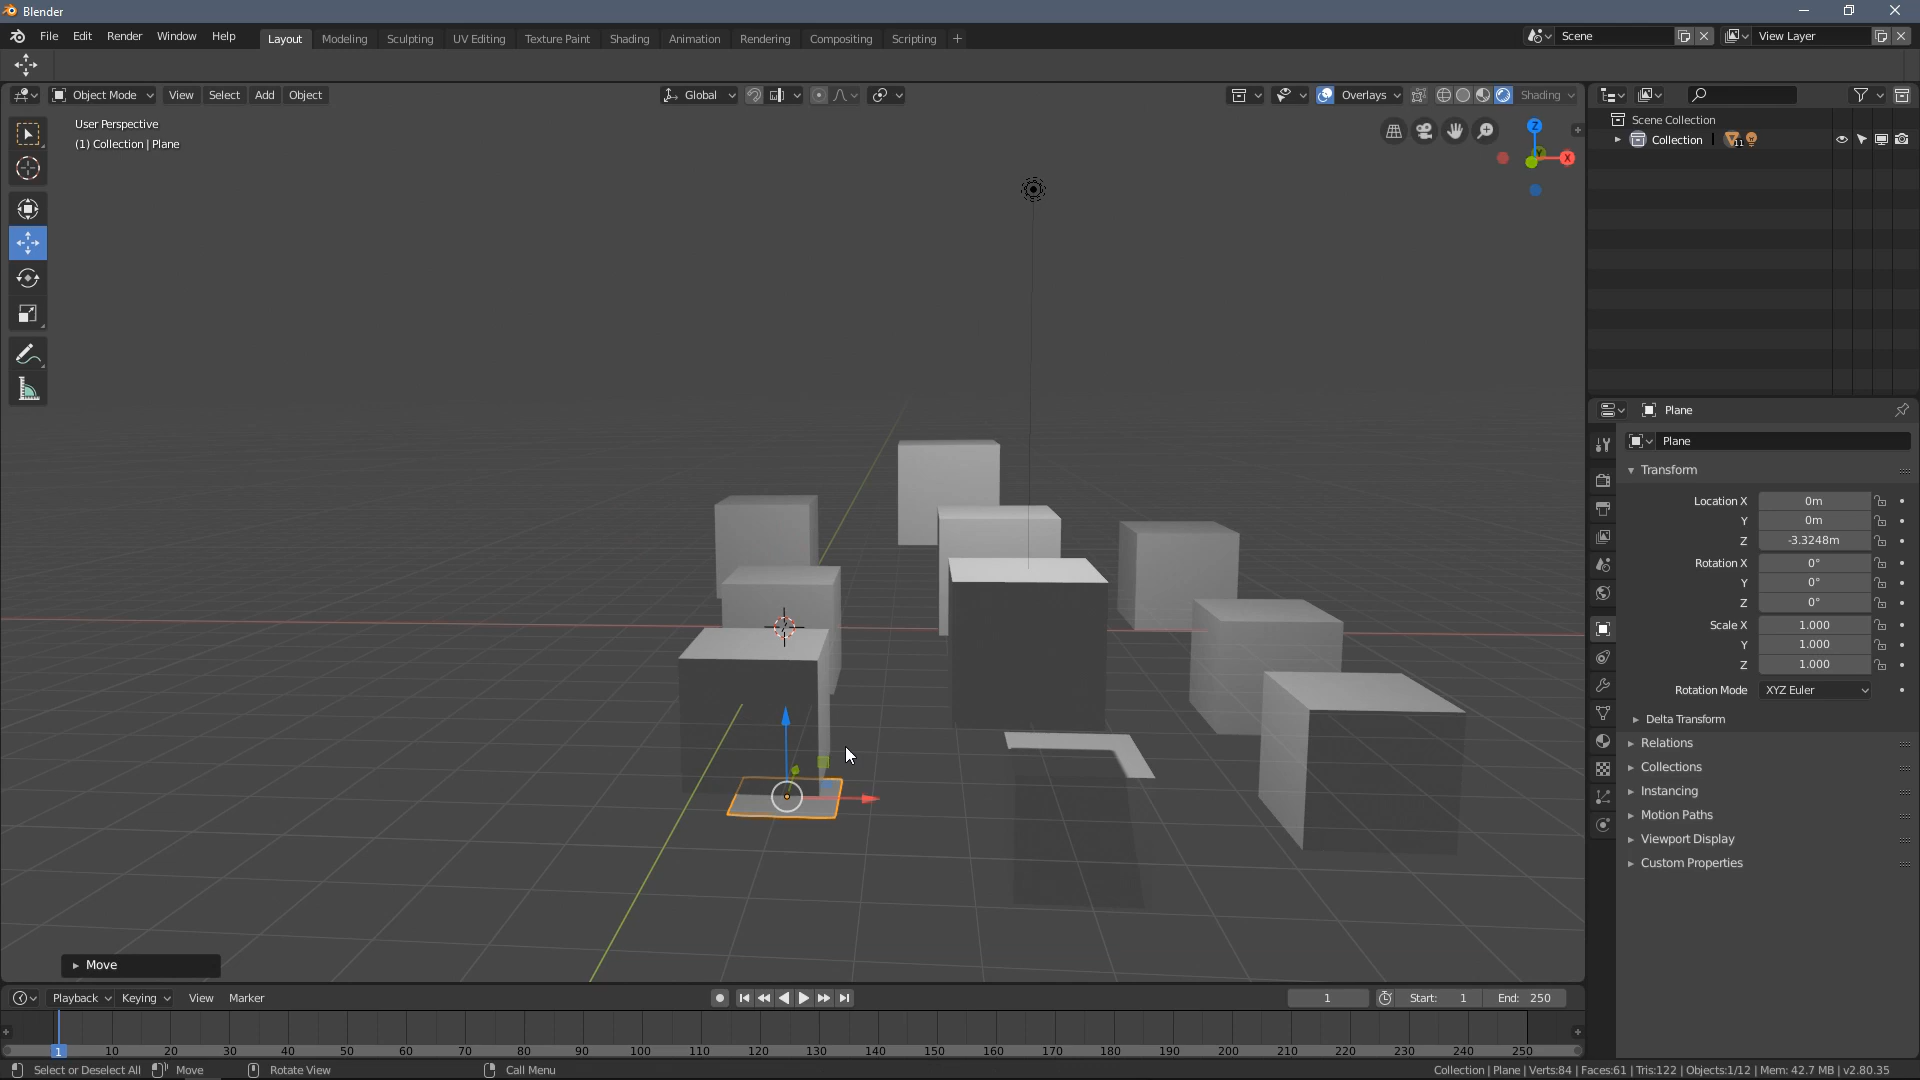 Blender
File Edit Render Window Help Layout Modeling Sculpting UV Editing Texture Paint Shading Animation Rendering Compositing Scripting + Scene View Layer
Object Mode View Select Add Object Global Overlays Shading
User Perspective
(1) Collection | Plane
Z
X
Y
Scene Collection
Collection 11
Plane
Plane
Transform
Location X 0m
Y 0m
Z -3.3248m
Rotation X 0°
Y 0°
Z 0°
Scale X 1.000
Y 1.000
Z 1.000
Rotation Mode XYZ Euler
Delta Transform
Relations
Collections
Instancing
Motion Paths
Viewport Display
Custom Properties
Move
Playback Keying View Marker 1 Start: 1 End: 250
1 10 20 30 40 50 60 70 80 90 100 110 120 130 140 150 160 170 180 190 200 210 220 230 240 250
Select or Deselect All Move Rotate View Call Menu Collection | Plane | Verts:84 | Faces:61 | Tris:122 | Objects:1/12 | Mem: 42.7 MB | v2.80.35